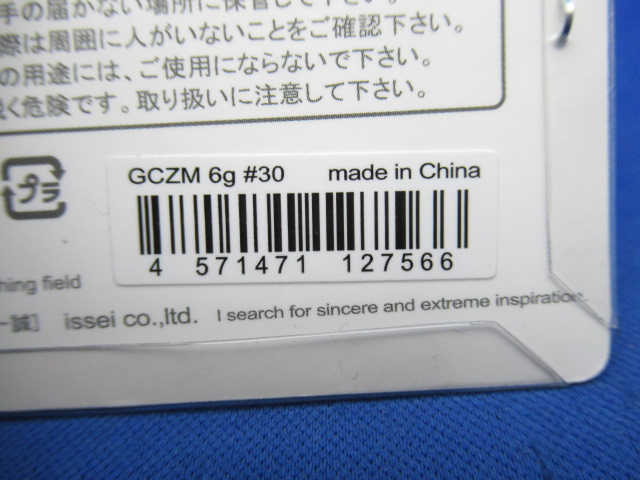 手の届かない場所に保管して下さい。
際は周囲に人がいないことをご確認下さい。
の用途には、ご使用にならないで下さい。
く危険です。取り扱いに注意して下さい。
プラ
GCZM 6g #30 made in China
4 571471 127566
hing field
誠] issei co.,ltd. I search for sincere and extreme inspiration.